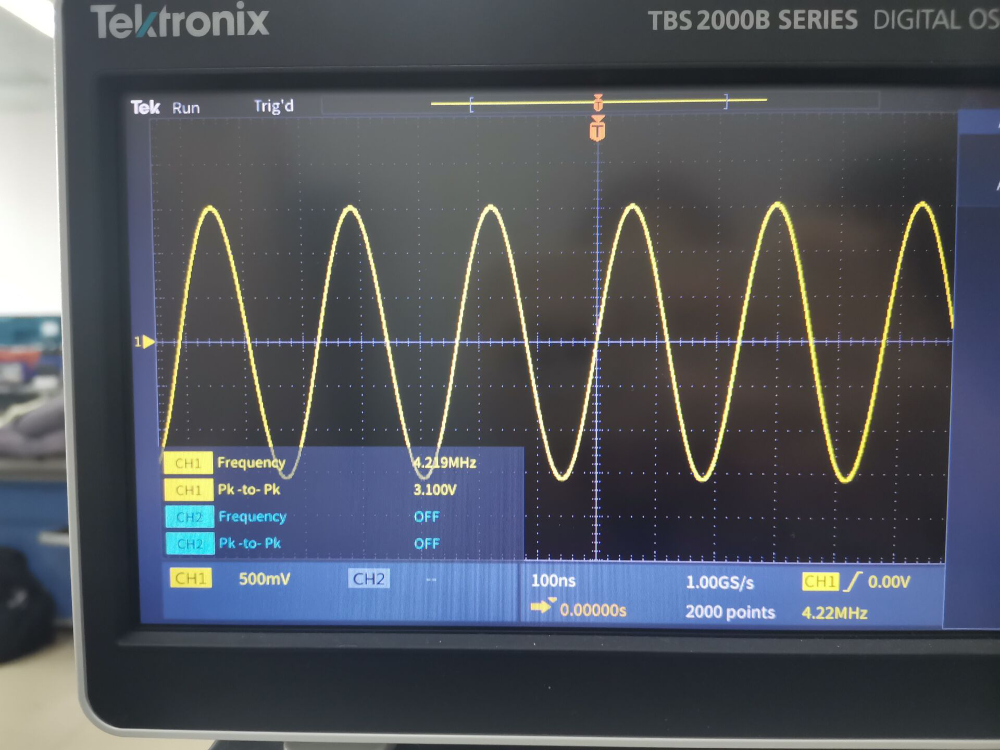 Tektronix
TBS 2000B SERIES DIGITAL OS
Tek Run Trig'd
T
T
1
CH1 Frequency 4.219MHz
CH1 Pk -to- Pk 3.100V
CH2 Frequency OFF
CH2 Pk -to- Pk OFF
CH1 500mV CH2 --
100ns 1.00GS/s CH1 0.00V
0.00000s 2000 points 4.22MHz